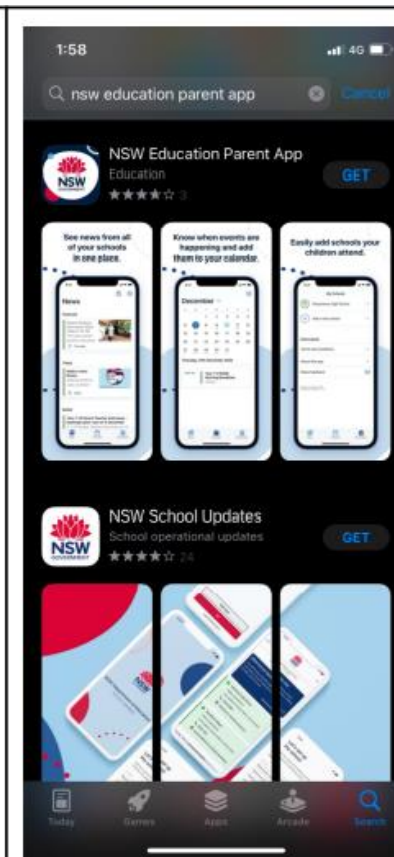 1:58
4G
nsw education parent app
Cancel
NSW Education Parent App
Education
3
GET
NSW
See news from all
of your schools
in one place.
Know when events are
happening and add
them to your calendar.
Easily add schools your
children attend.
News
December
NSW School Updates
School operational updates
24
GET
NSW
GOVERNMENT
Today
Games
Apps
Arcade
Search